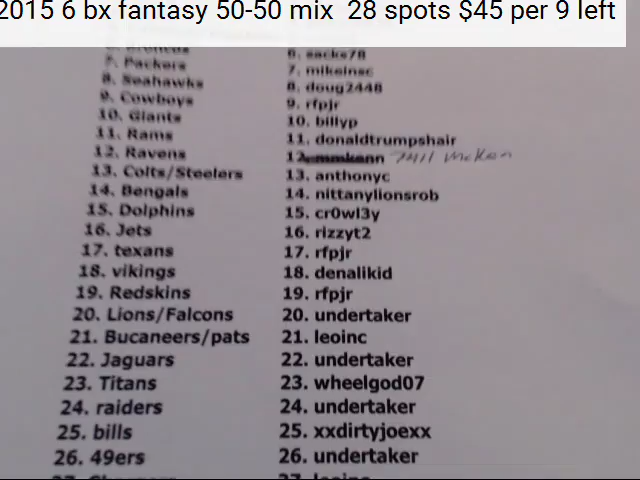 2015 6 bx fantasy 50-50 mix 28 spots $45 per 9 left
6. Broncos 6. sacks78
7. Packers 7. mikeinsc
8. Seahawks 8. doug2448
9. Cowboys 9. rfpjr
10. Giants 10. billyp
11. Rams 11. donaldtrumpshair
12. Ravens 12.
13. Colts/Steelers 13. anthonyc
14. Bengals 14. nittanylionsrob
15. Dolphins 15. cr0wl3y
16. Jets 16. rizzyt2
17. texans 17. rfpjr
18. vikings 18. denalikid
19. Redskins 19. rfpjr
20. Lions/Falcons 20. undertaker
21. Bucaneers/pats 21. leoinc
22. Jaguars 22. undertaker
23. Titans 23. wheelgod07
24. raiders 24. undertaker
25. bills 25. xxdirtyjoexx
26. 49ers 26. undertaker